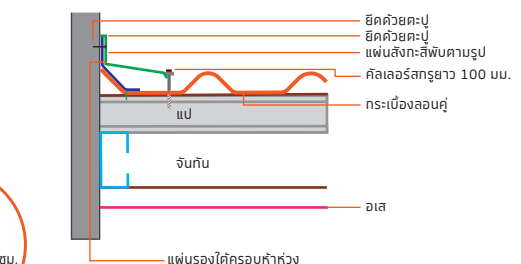 ยึดด้วยตะปู
ยึดด้วยตะปู
แผ่นสังกะสีพับตามรูป
คัลเลอร์สกรูยาว 100 มม.
กระเบื้องลอนคู่
แป
จันทัน
อเส
ซม.
แผ่นรองใต้ครอบห้าห่วง